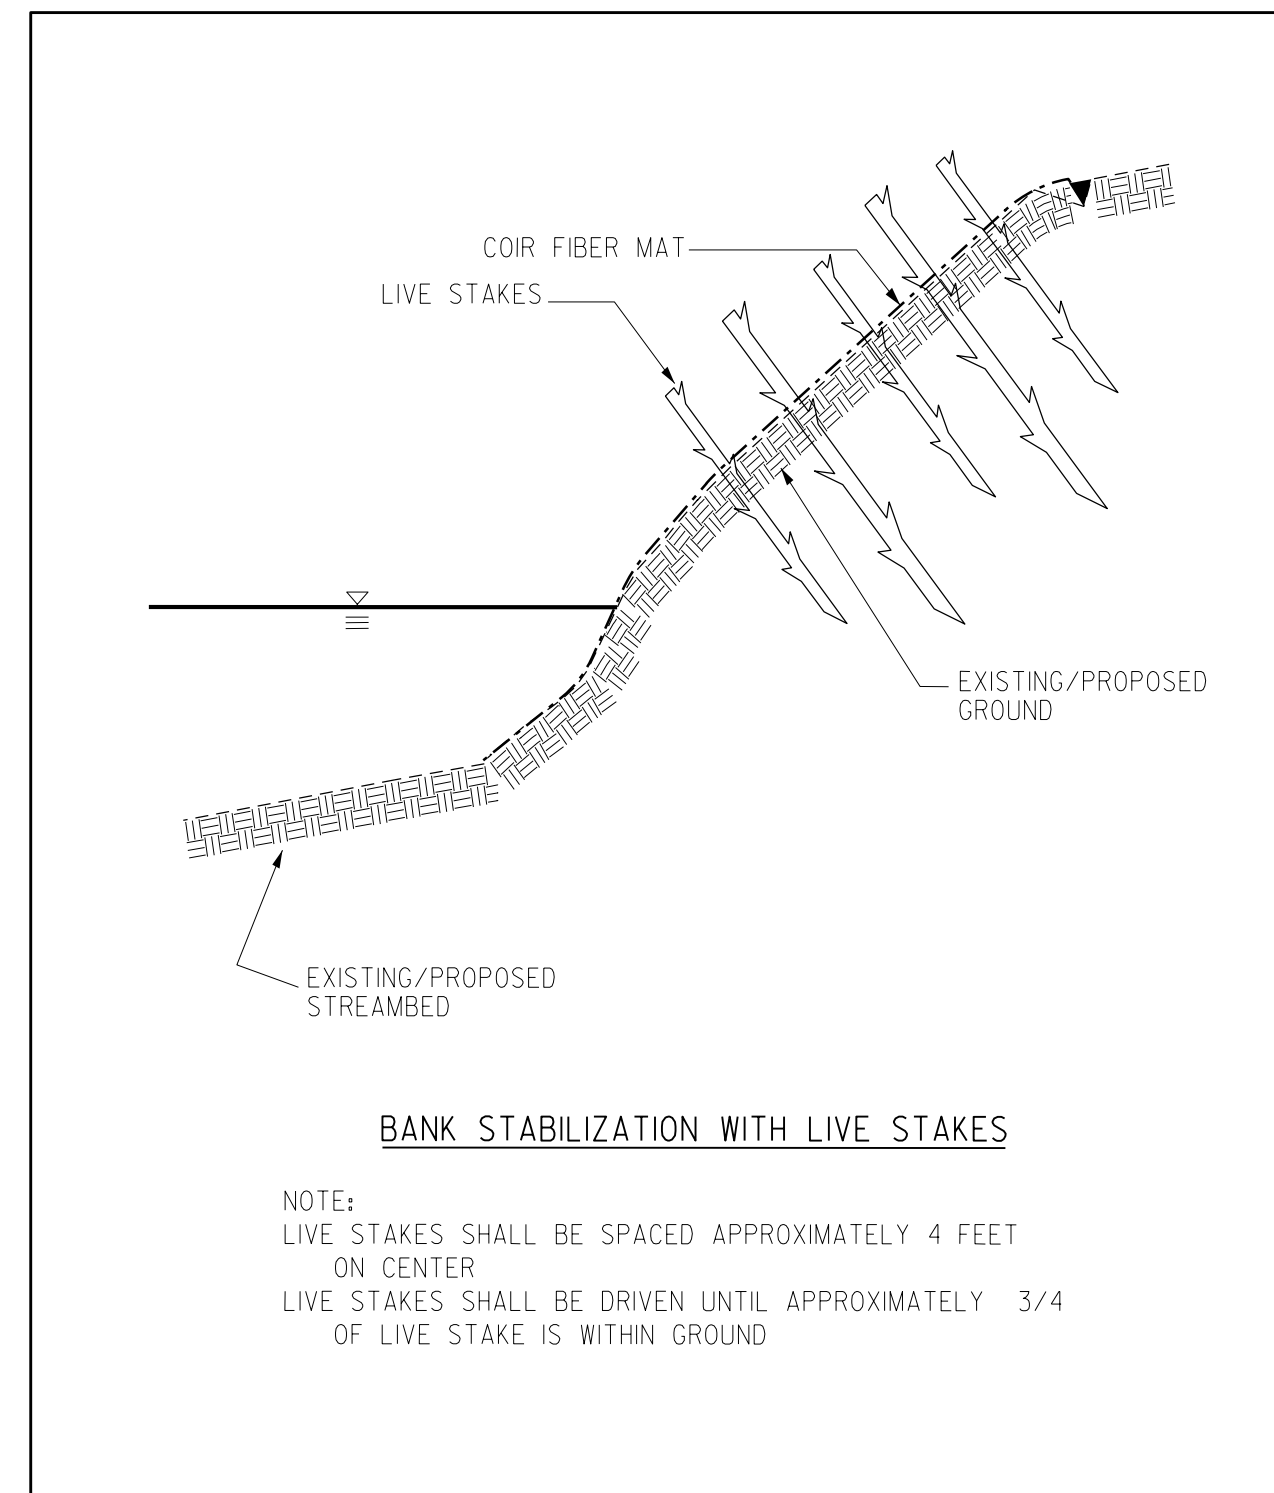 COIR FIBER MAT
LIVE STAKES
EXISTING/PROPOSED
GROUND
EXISTING/PROPOSED
STREAMBED
BANK STABILIZATION WITH LIVE STAKES
NOTE:
LIVE STAKES SHALL BE SPACED APPROXIMATELY 4 FEET
ON CENTER
LIVE STAKES SHALL BE DRIVEN UNTIL APPROXIMATELY 3/4
OF LIVE STAKE IS WITHIN GROUND